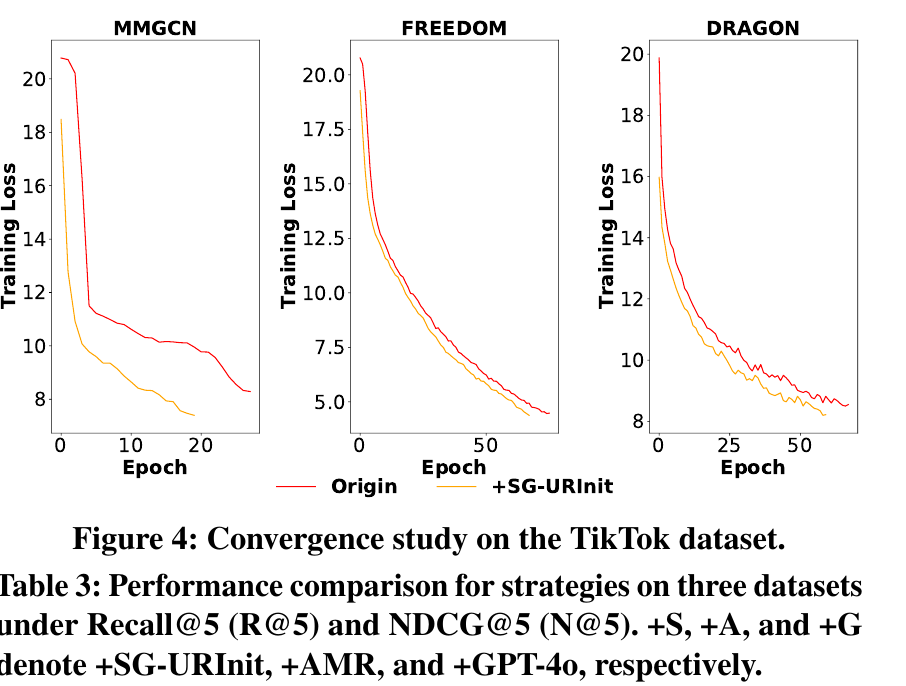 MMGCN
FREEDOM
DRAGON
Training Loss
20
18
16
14
12
10
8
0
10
20
Epoch
Training Loss
20.0
17.5
15.0
12.5
10.0
7.5
5.0
0
50
Epoch
Training Loss
20
18
16
14
12
10
8
0
25
50
Epoch
Origin
+SG-URInit
Figure 4: Convergence study on the TikTok dataset.
Table 3: Performance comparison for strategies on three datasets
under Recall@5 (R@5) and NDCG@5 (N@5). +S, +A, and +G
denote +SG-URInit, +AMR, and +GPT-4o, respectively.